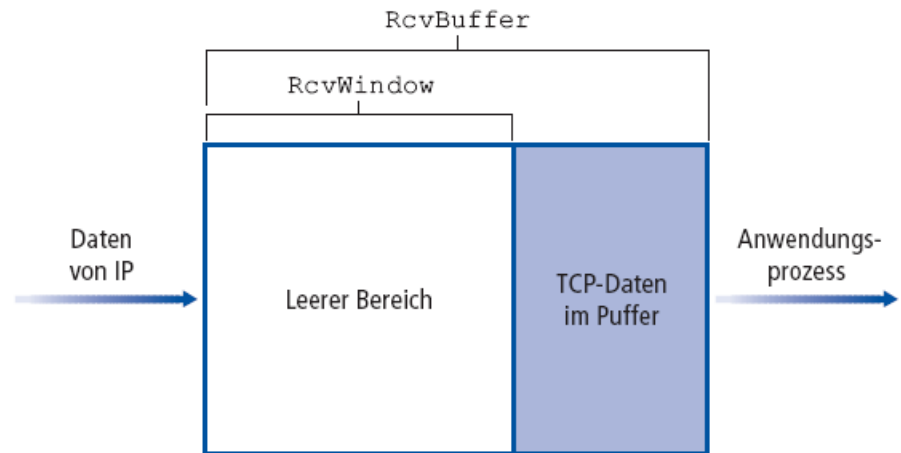 RcvBuffer
RcvWindow
Daten
von IP
Leerer Bereich
TCP-Daten
im Puffer
Anwendungs-
prozess